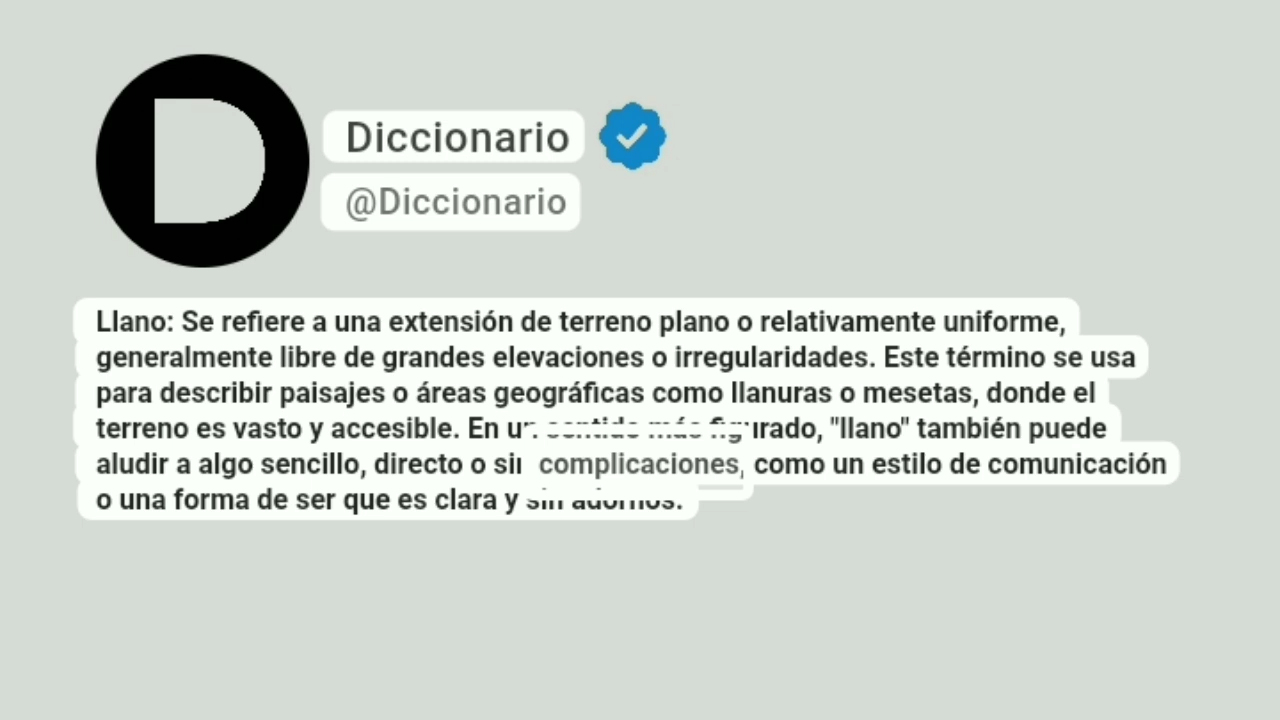 D
Diccionario
@Diccionario
Llano: Se refiere a una extensión de terreno plano o relativamente uniforme,
generalmente libre de grandes elevaciones o irregularidades. Este término se usa
para describir paisajes o áreas geográficas como llanuras o mesetas, donde el
terreno es vasto y accesible. En un sentido más figurado, "llano" también puede
aludir a algo sencillo, directo o sin complicaciones, como un estilo de comunicación
o una forma de ser que es clara y sin adornos.